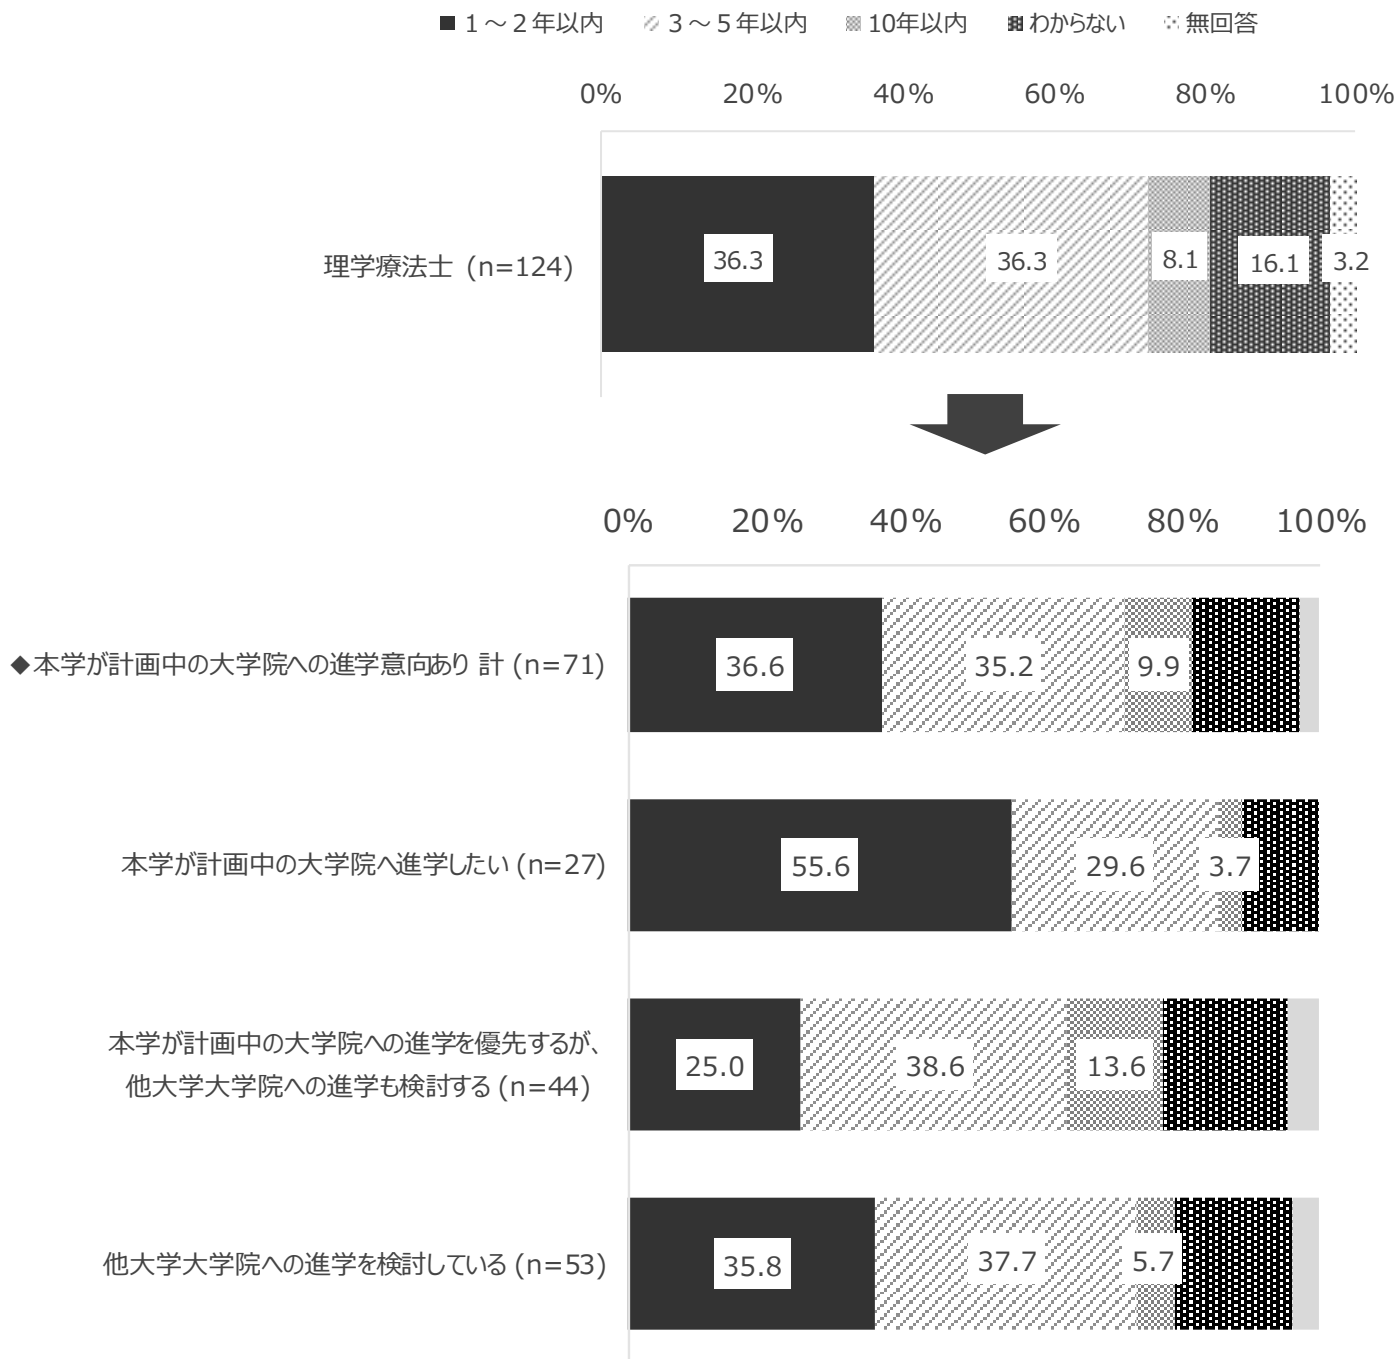 ■ 1～2年以内 3～5年以内 10年以内 わからない 無回答
0% 20% 40% 60% 80% 100%
理学療法士 (n=124) 36.3 36.3 8.1 16.1 3.2
0% 20% 40% 60% 80% 100%
◆本学が計画中の大学院への進学意向あり 計 (n=71) 36.6 35.2 9.9
本学が計画中の大学院へ進学したい (n=27) 55.6 29.6 3.7
本学が計画中の大学院への進学を優先するが、
他大学大学院への進学も検討する (n=44) 25.0 38.6 13.6
他大学大学院への進学を検討している (n=53) 35.8 37.7 5.7